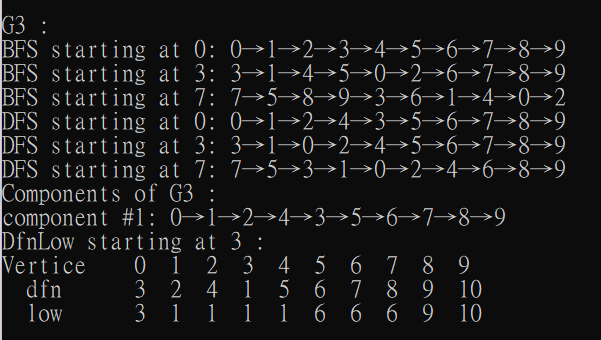 G3 :
BFS starting at 0: 0→1→2→3→4→5→6→7→8→9
BFS starting at 3: 3→1→4→5→0→2→6→7→8→9
BFS starting at 7: 7→5→8→9→3→6→1→4→0→2
DFS starting at 0: 0→1→2→4→3→5→6→7→8→9
DFS starting at 3: 3→1→0→2→4→5→6→7→8→9
DFS starting at 7: 7→5→3→1→0→2→4→6→8→9
Components of G3 :
component #1: 0→1→2→4→3→5→6→7→8→9
DfnLow starting at 3 :
Vertice 0 1 2 3 4 5 6 7 8 9
dfn 3 2 4 1 5 6 7 8 9 10
low 3 1 1 1 1 6 6 6 9 10